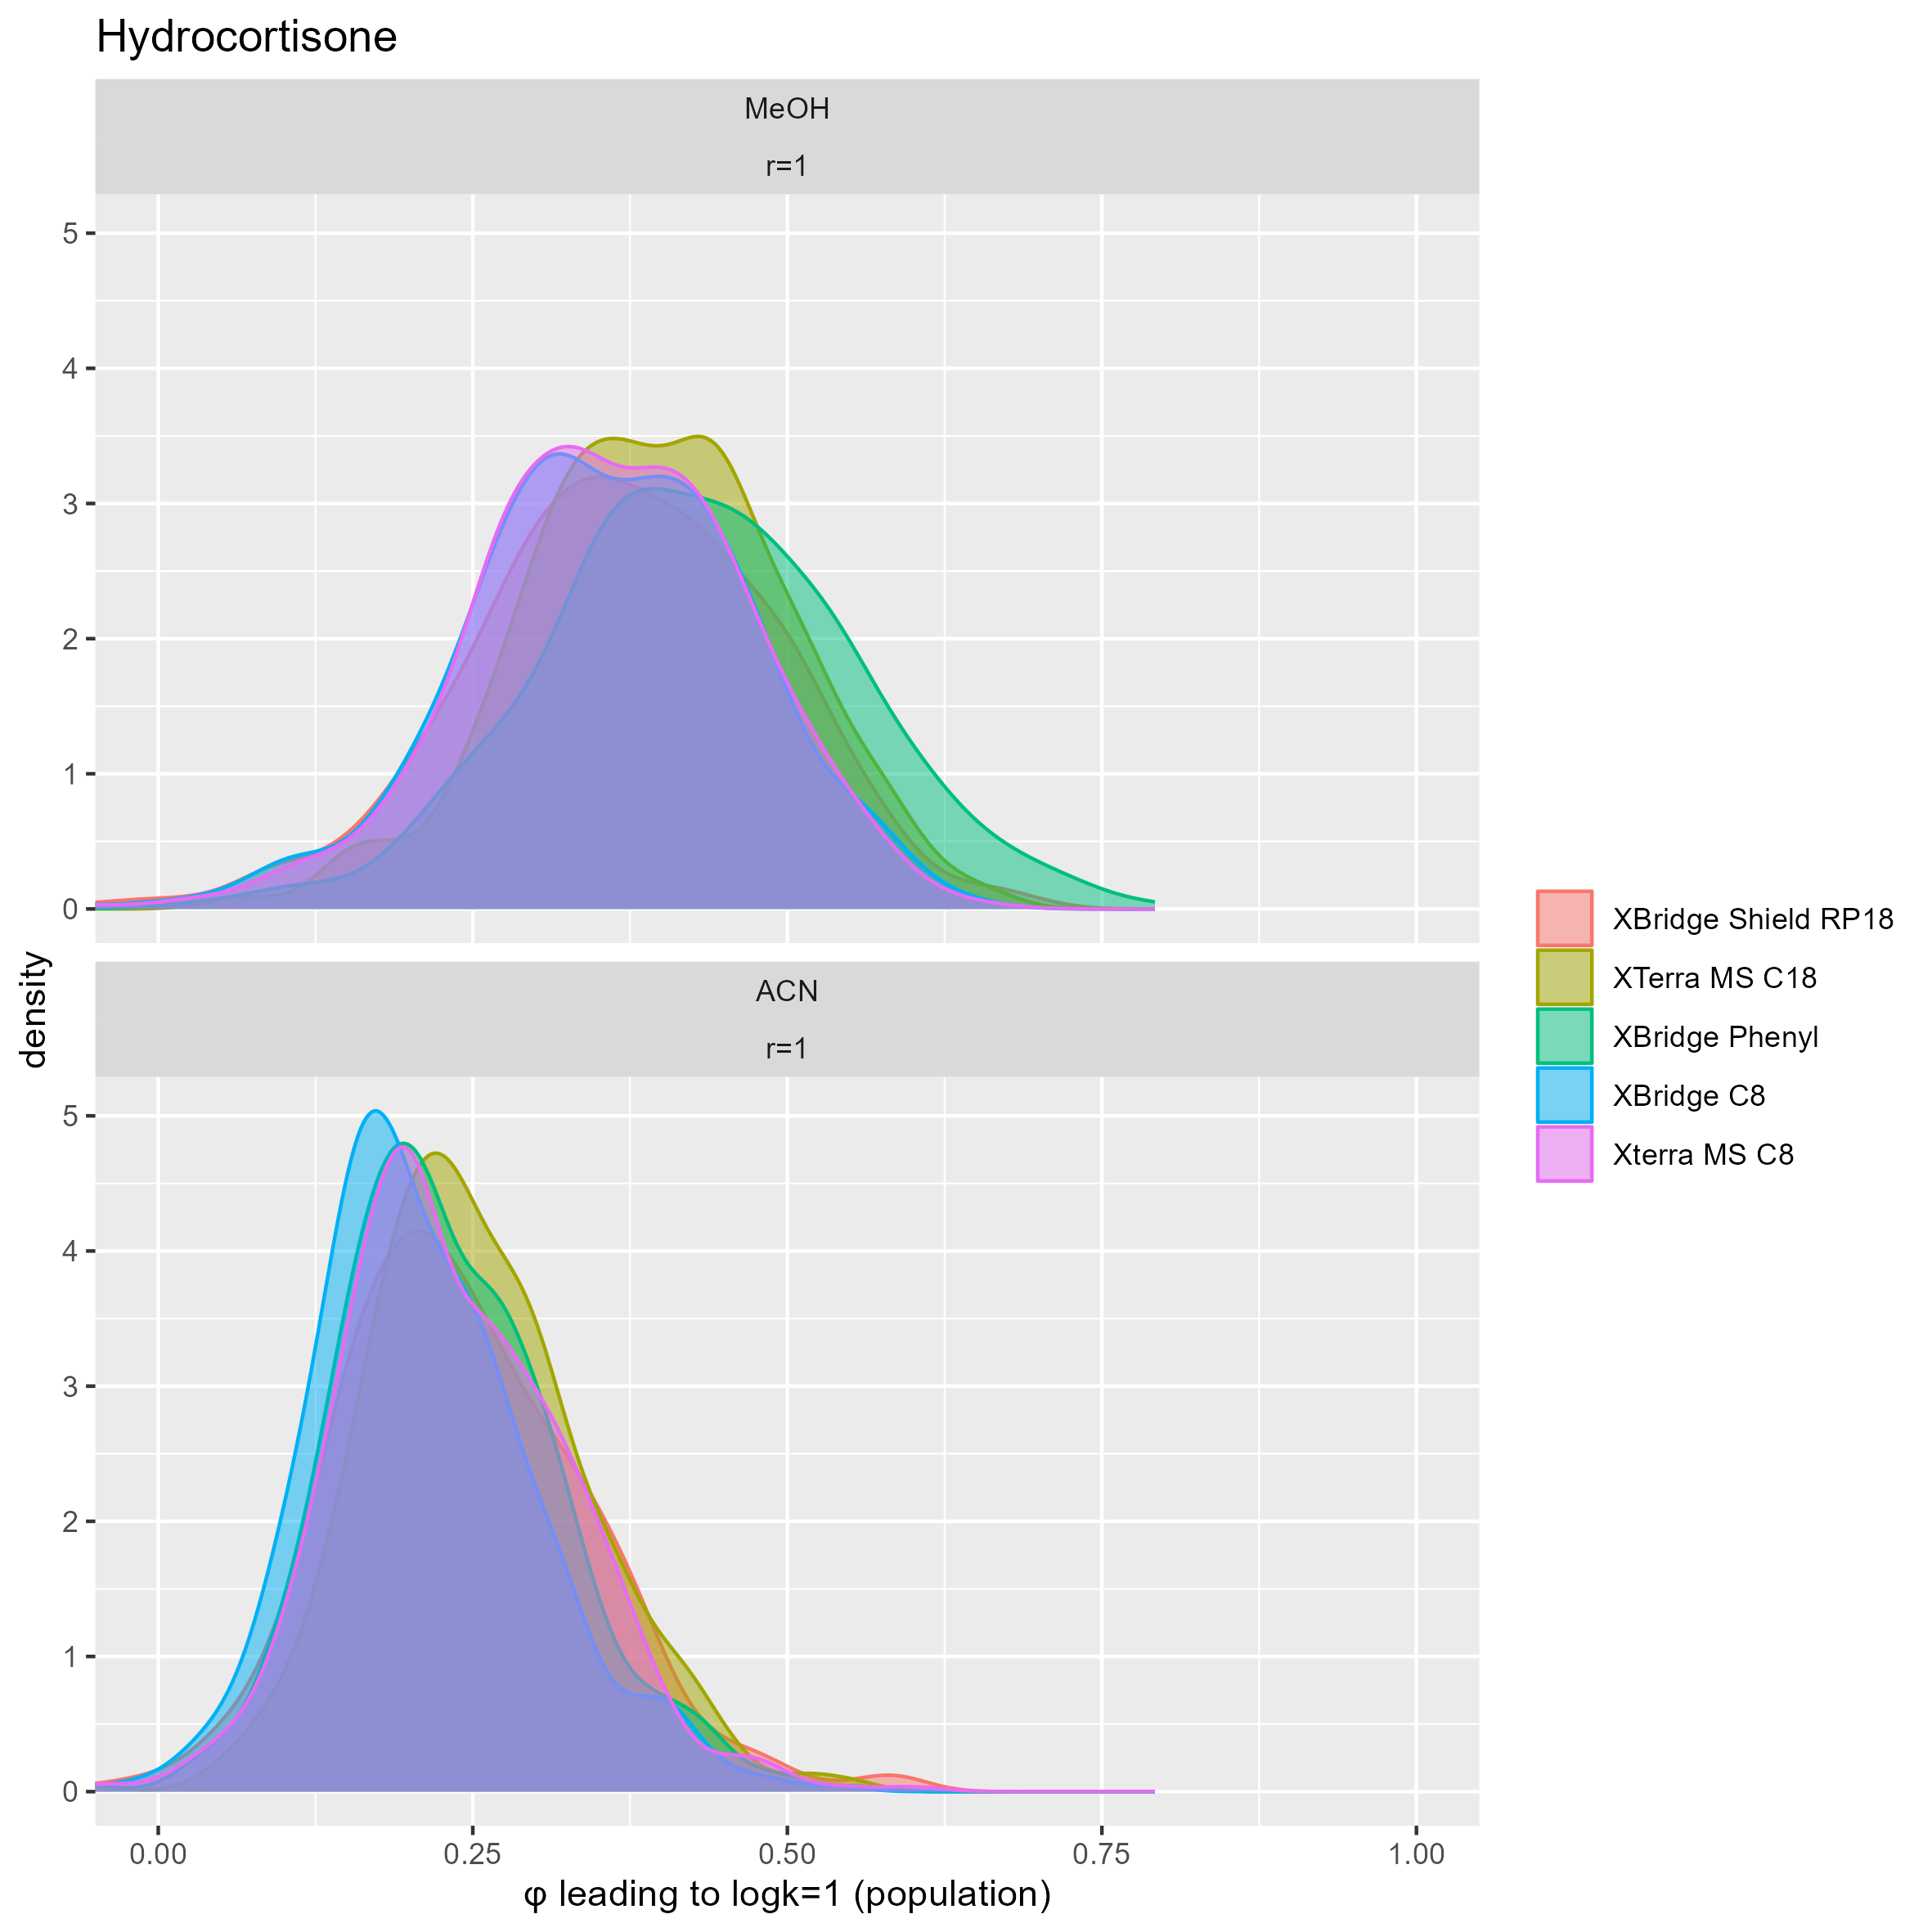 Hydrocortisone
MeOH
r=1
5
4
3
2
1
0
density
ACN
r=1
5
4
3
2
1
0
0.00 0.25 0.50 0.75 1.00
φ leading to logk=1 (population)
XBridge Shield RP18
XTerra MS C18
XBridge Phenyl
XBridge C8
Xterra MS C8